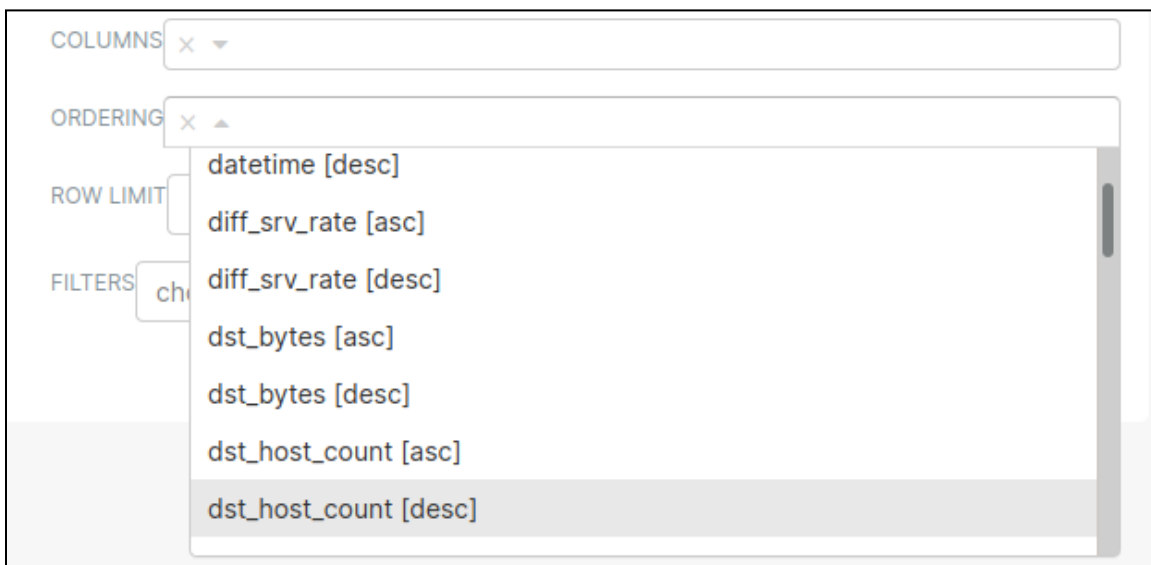 COLUMNS
ORDERING
datetime [desc]
ROW LIMIT
diff_srv_rate [asc]
FILTERS
diff_srv_rate [desc]
dst_bytes [asc]
dst_bytes [desc]
dst_host_count [asc]
dst_host_count [desc]